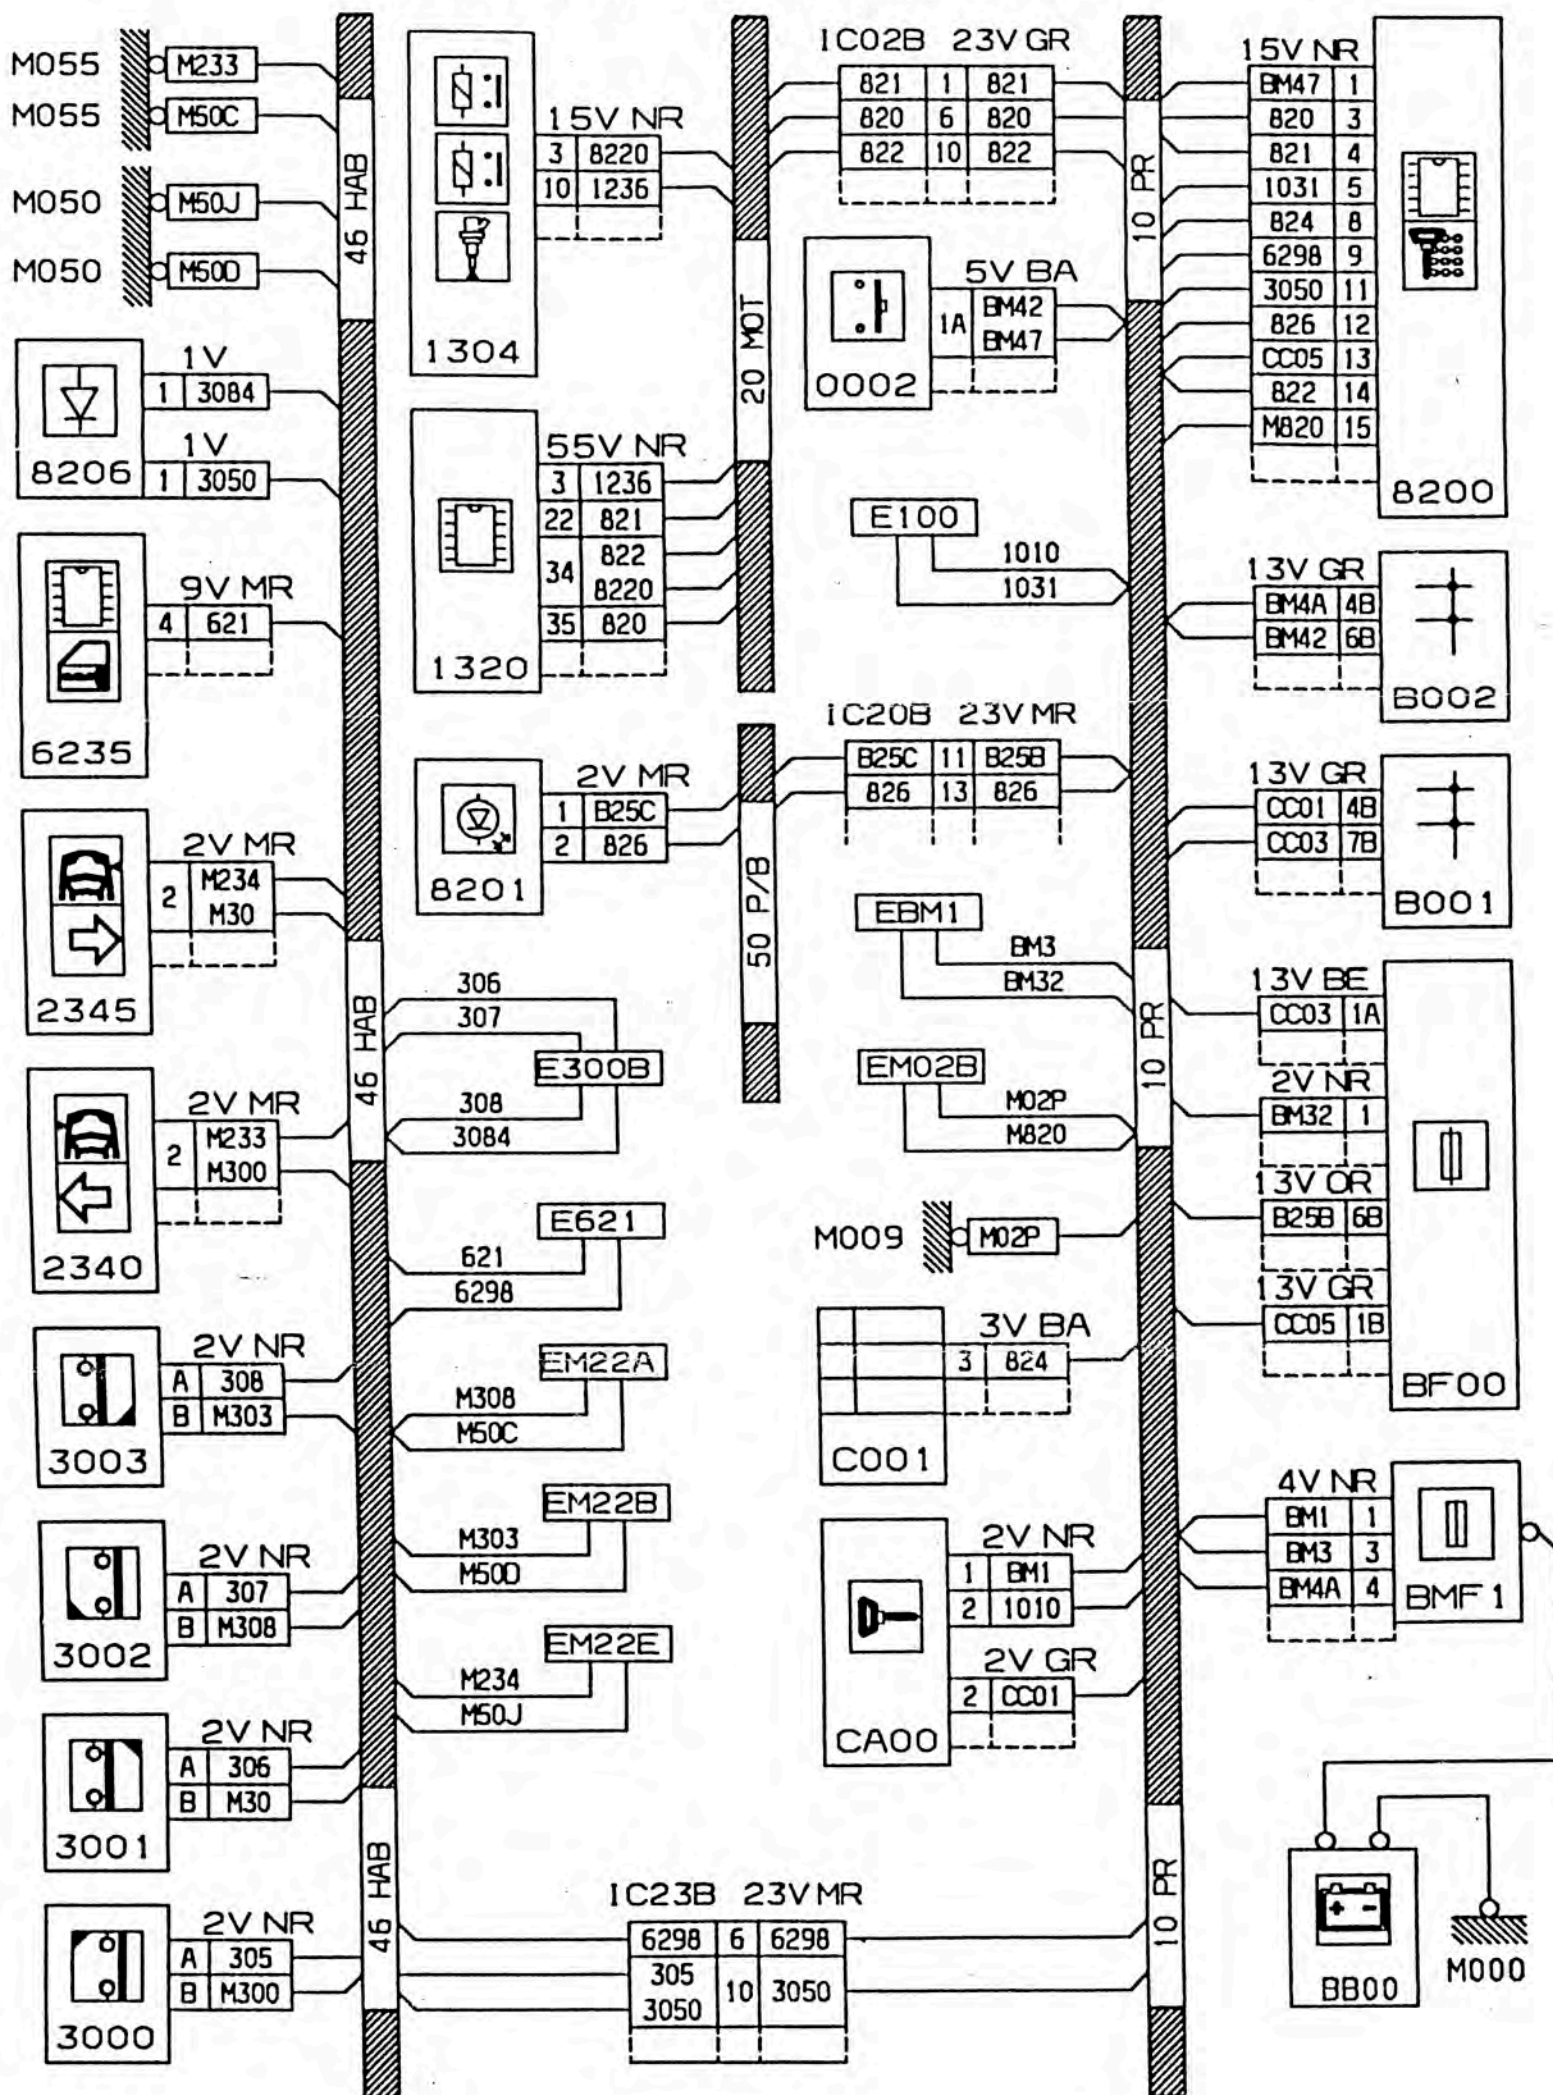 M055 M233
M055 M50C
M050 M50J
M050 M50D
46 HAB
1V
1 3084
1V
1 3050
8206
9V MR
4 621
6235
2V MR
2 M234
M30
2345
2V MR
2 M233
M300
2340
46 HAB
2V NR
A 308
B M303
3003
2V NR
A 307
B M308
3002
2V NR
A 306
B M30
3001
2V NR
A 305
B M300
3000
46 HAB
15V NR
3 8220
10 1236
1304
55V NR
3 1236
22 821
34 822
8220
35 820
1320
20 MOT
2V MR
1 B25C
2 826
8201
50 P/B
306
307
E300B
308
3084
E621
621
6298
EM22A
M308
M50C
EM22B
M303
M50D
EM22E
M234
M50J
IC23B 23V MR
6298 6 6298
305
3050 10 3050
IC02B 23V GR
821 1 821
820 6 820
822 10 822
10 PR
5V BA
1A BM42
BM47
0002
E100
1010
1031
IC20B 23V MR
B25C 11 B25B
826 13 826
EBM1
BM3
BM32
EM02B
M02P
M820
10 PR
M009 M02P
3V BA
3 824
C001
2V NR
1 BM1
2 1010
2V GR
2 CC01
CA00
10 PR
15V NR
BM47 1
820 3
821 4
1031 5
824 8
6298 9
3050 11
826 12
CC05 13
822 14
M820 15
8200
13V GR
BM4A 4B
BM42 6B
B002
13V GR
CC01 4B
CC03 7B
B001
13V BE
CC03 1A
2V NR
BM32 1
13V OR
B25B 6B
13V GR
CC05 1B
BF00
4V NR
BM1 1
BM3 3
BM4A 4
BMF1
+ -
BB00
M000